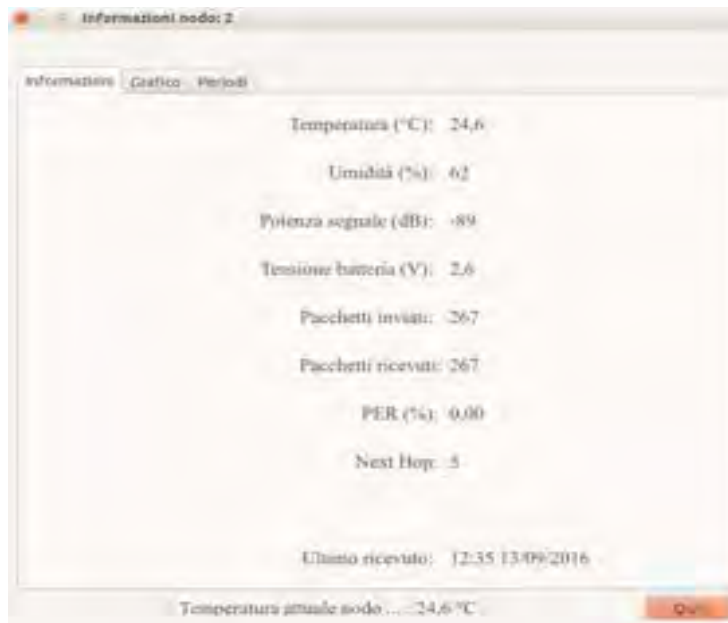 Informazioni nodo: 2
Informazioni Grafico Periodi
Temperatura (°C): 24,6
Umidità (%): 62
Potenza segnale (dB): -89
Tensione batteria (V): 2,6
Pacchetti inviati: 267
Pacchetti ricevuti: 267
PER (%): 0,00
Next Hop: 5
Ultimo ricevuto: 12:35 13/09/2016
Temperatura attuale nodo ... 24,6 °C
Quit